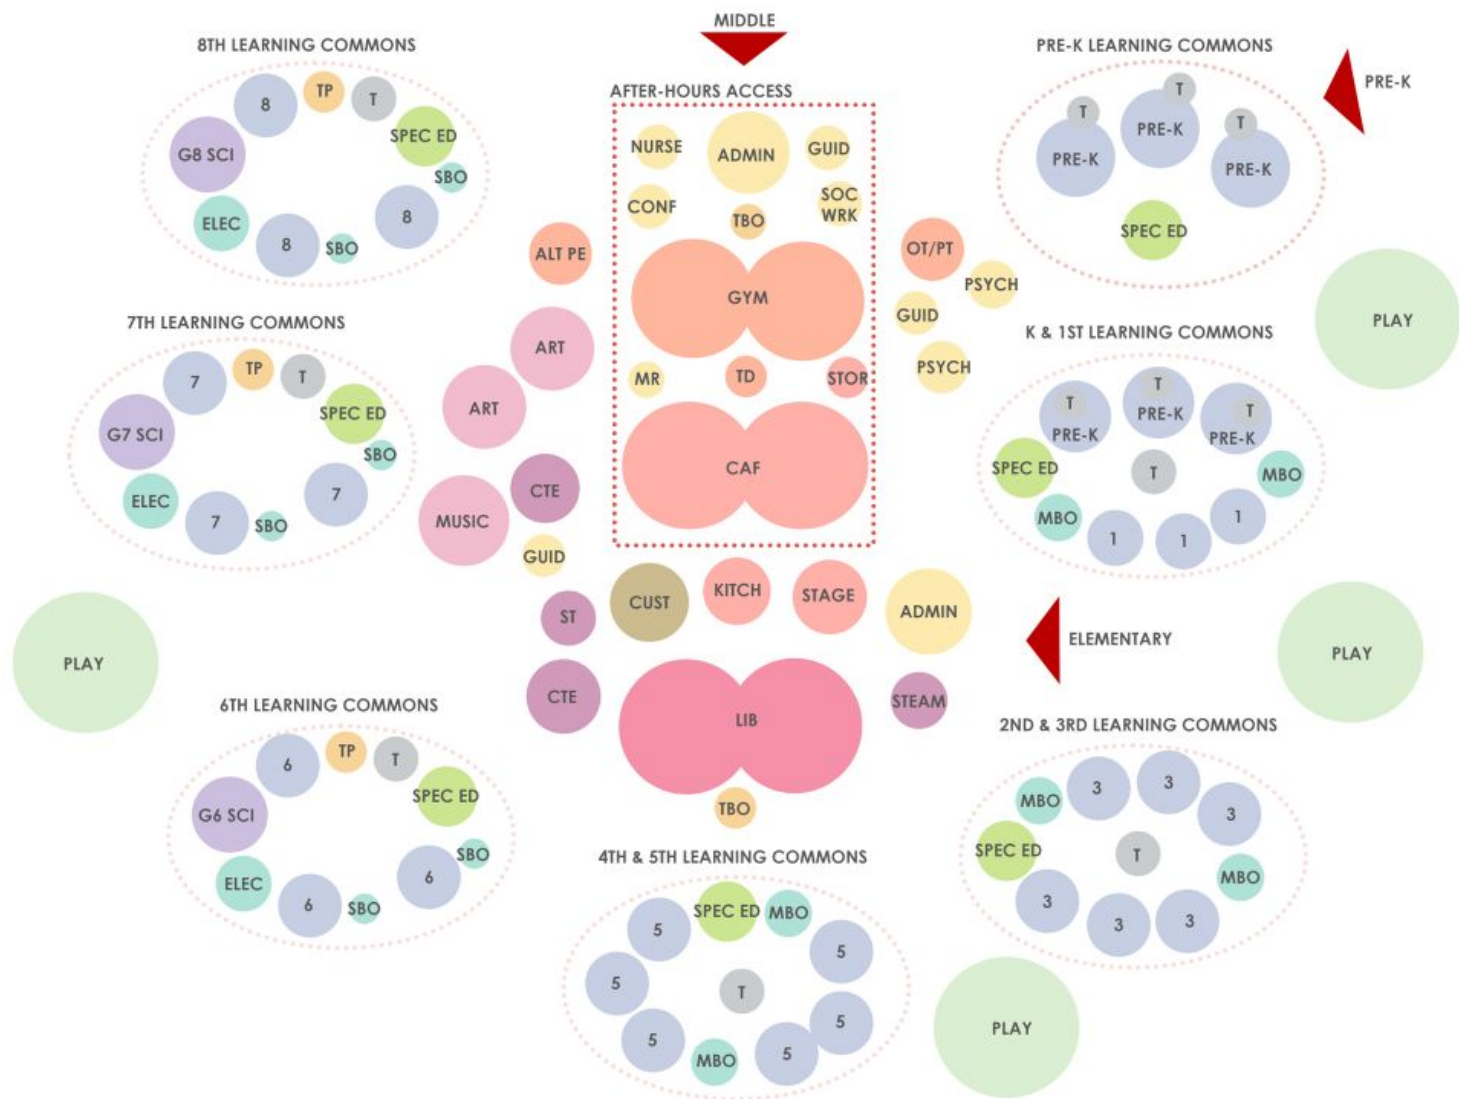 MIDDLE
8TH LEARNING COMMONS
8
TP
T
SPEC ED
G8 SCI
SBO
ELEC
8
SBO
8
AFTER-HOURS ACCESS
NURSE
ADMIN
GUID
CONF
TBO
SOC
WRK
GYM
MR
TD
STOR
CAF
PRE-K LEARNING COMMONS
T
T
T
PRE-K
PRE-K
PRE-K
SPEC ED
PRE-K
ALT PE
ART
ART
CTE
MUSIC
GUID
ST
CTE
OT/PT
PSYCH
GUID
PSYCH
PLAY
7TH LEARNING COMMONS
7
TP
T
SPEC ED
G7 SCI
SBO
ELEC
7
SBO
7
K & 1ST LEARNING COMMONS
T
T
T
PRE-K
PRE-K
PRE-K
SPEC ED
T
MBO
MBO
1
1
1
CUST
KITCH
STAGE
ADMIN
ELEMENTARY
PLAY
PLAY
LIB
STEAM
TBO
6TH LEARNING COMMONS
6
TP
T
SPEC ED
G6 SCI
SBO
ELEC
6
SBO
6
2ND & 3RD LEARNING COMMONS
MBO
3
3
3
SPEC ED
T
MBO
3
3
3
4TH & 5TH LEARNING COMMONS
SPEC ED
MBO
5
5
5
T
5
5
MBO
5
PLAY